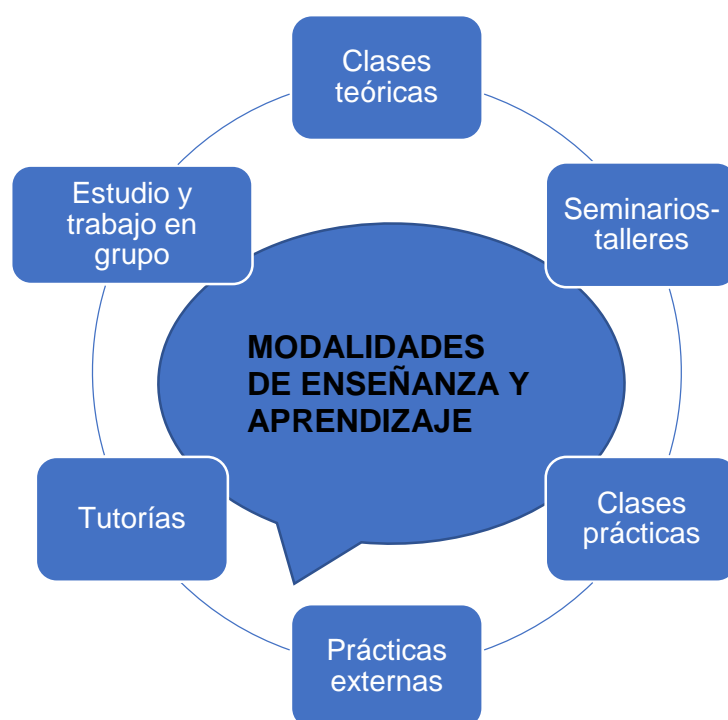 Clases
teóricas
Seminarios-
talleres
Clases
prácticas
Prácticas
externas
Tutorías
Estudio y
trabajo en
grupo
MODALIDADES
DE ENSEÑANZA Y
APRENDIZAJE